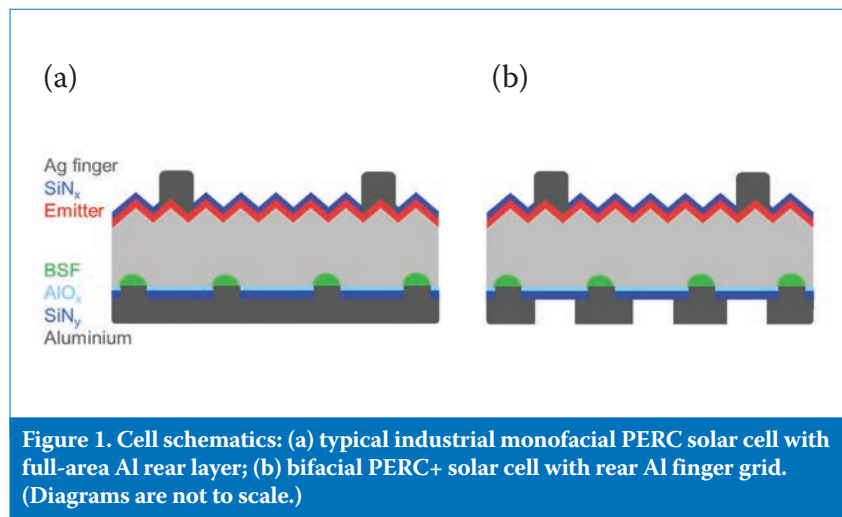 (a)
(b)
Ag finger
SiNₓ
Emitter
BSF
AlOₓ
SiNᵧ
Aluminium
Figure 1. Cell schematics: (a) typical industrial monofacial PERC solar cell with
full-area Al rear layer; (b) bifacial PERC+ solar cell with rear Al finger grid.
(Diagrams are not to scale.)